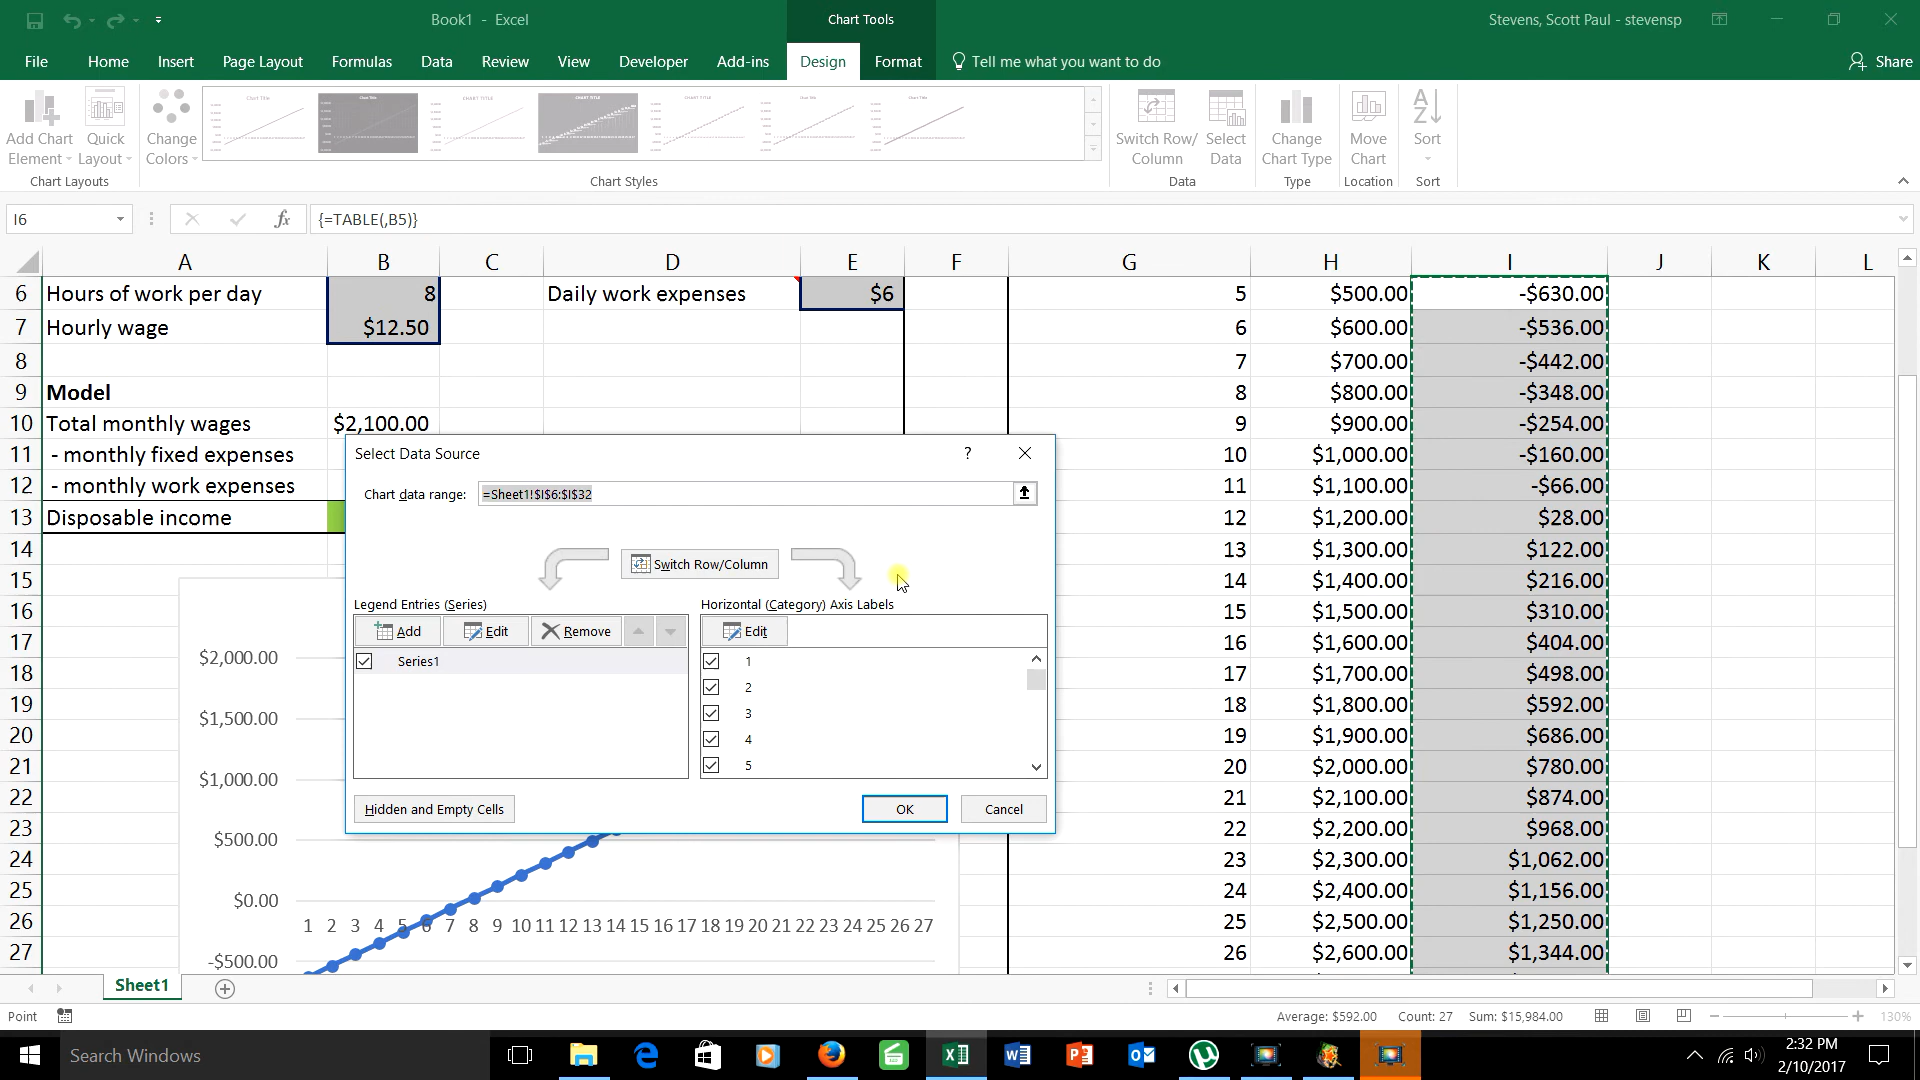 Book1 - Excel
Chart Tools
Stevens, Scott Paul - stevensp
File Home Insert Page Layout Formulas Data Review View Developer Add-ins Design Format Tell me what you want to do Share
Add Chart Element
Quick Layout
Change Colors
Switch Row/ Column
Select Data
Change Chart Type
Move Chart
Sort
Chart Layouts Chart Styles Data Type Location Sort
I6 fx {=TABLE(,B5)}
A B C D E F G H I J K L
6 Hours of work per day 8 Daily work expenses $6 5 $500.00 -$630.00
7 Hourly wage $12.50 6 $600.00 -$536.00
8 7 $700.00 -$442.00
9 Model 8 $800.00 -$348.00
10 Total monthly wages $2,100.00 9 $900.00 -$254.00
11 - monthly fixed expenses 10 $1,000.00 -$160.00
12 - monthly work expenses 11 $1,100.00 -$66.00
13 Disposable income 12 $1,200.00 $28.00
14 13 $1,300.00 $122.00
15 14 $1,400.00 $216.00
16 15 $1,500.00 $310.00
17 16 $1,600.00 $404.00
18 17 $1,700.00 $498.00
19 18 $1,800.00 $592.00
20 19 $1,900.00 $686.00
21 20 $2,000.00 $780.00
22 21 $2,100.00 $874.00
23 22 $2,200.00 $968.00
24 23 $2,300.00 $1,062.00
25 24 $2,400.00 $1,156.00
26 25 $2,500.00 $1,250.00
27 26 $2,600.00 $1,344.00
Select Data Source ?
Chart data range: =Sheet1!$I$6:$I$32
Switch Row/Column
Legend Entries (Series)
Horizontal (Category) Axis Labels
Add Edit Remove
Edit
Series1
1
2
3
4
5
Hidden and Empty Cells
OK Cancel
$2,000.00
$1,500.00
$1,000.00
$500.00
$0.00
-$500.00
1 2 3 4 5 6 7 8 9 10 11 12 13 14 15 16 17 18 19 20 21 22 23 24 25 26 27
Sheet1
Point
Average: $592.00 Count: 27 Sum: $15,984.00 130%
Search Windows
2:32 PM
2/10/2017